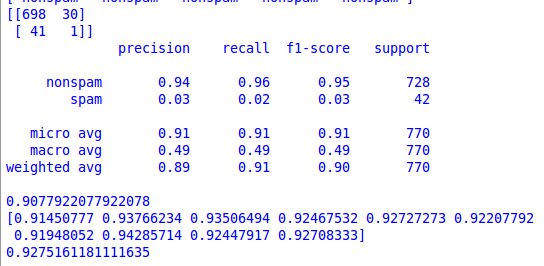 [ nonspam nonspam nonspam nonspam nonspam ]
[[698  30]
 [ 41   1]]
              precision    recall  f1-score   support

     nonspam       0.94      0.96      0.95       728
        spam       0.03      0.02      0.03        42

   micro avg       0.91      0.91      0.91       770
   macro avg       0.49      0.49      0.49       770
weighted avg       0.89      0.91      0.90       770

0.9077922077922078
[0.91450777 0.93766234 0.93506494 0.92467532 0.92727273 0.92207792
 0.91948052 0.94285714 0.92447917 0.92708333]
0.9275161181111635